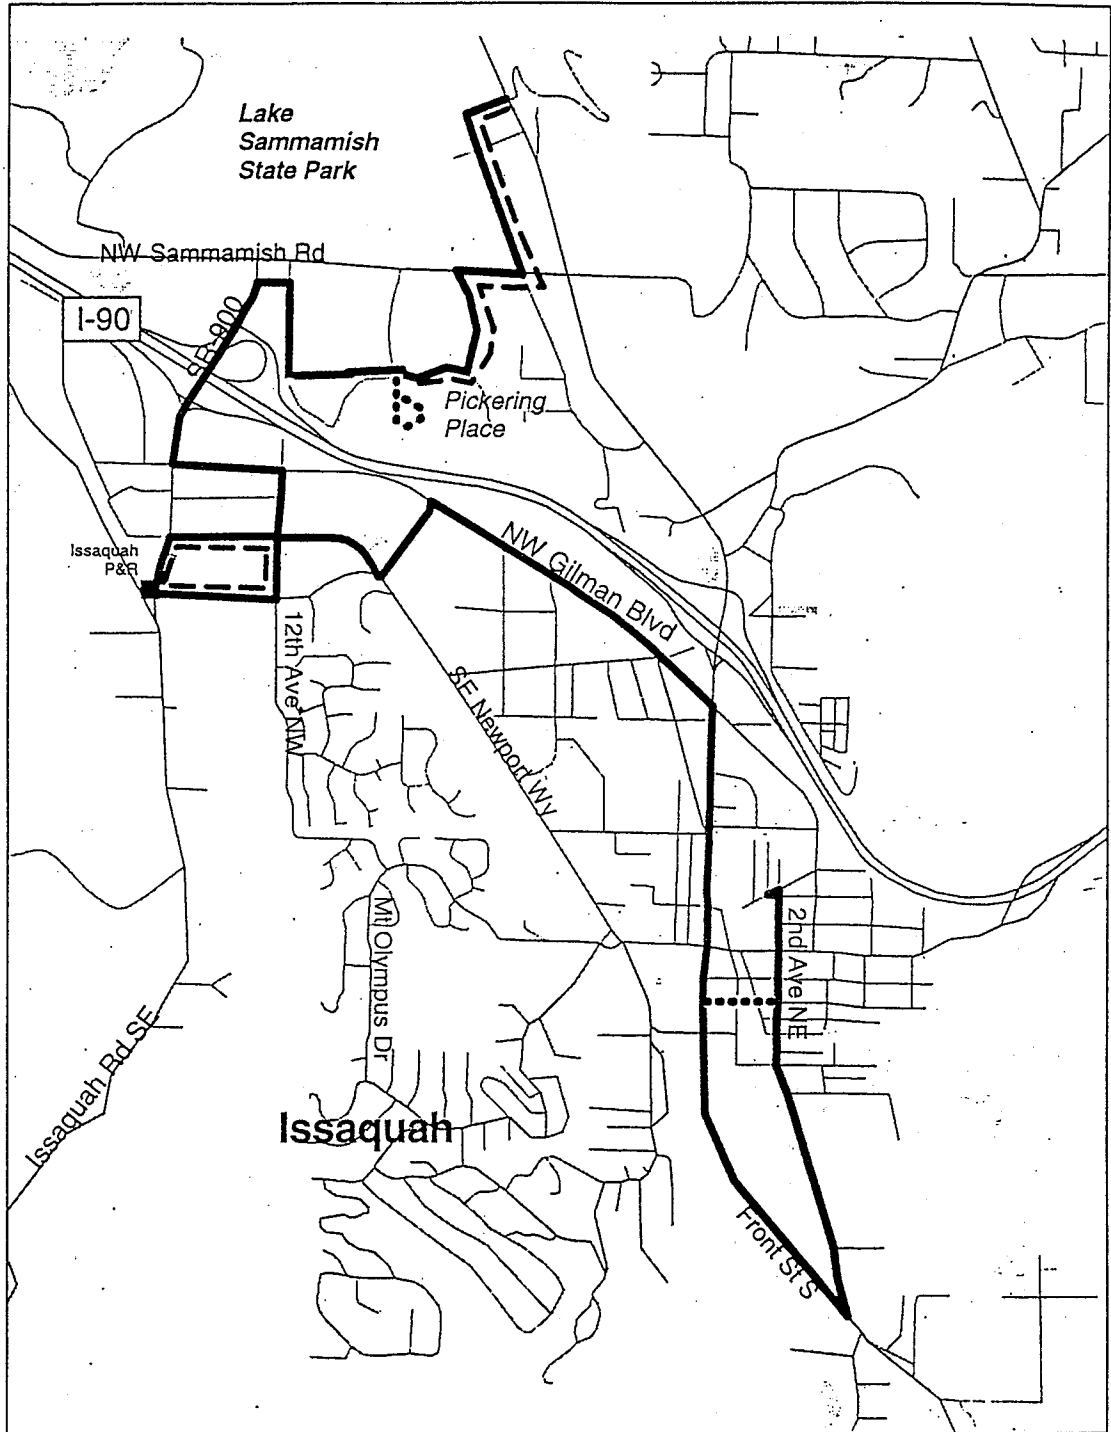 Lake
Sammamish
State Park
NW Sammamish Rd
I-90
SR-900
Pickering
Place
NW Gilman Blvd
Issaquah
P&R
12th Ave NW
SE Newport Wy
Mt Olympus Dr
2nd Ave NE
Issaquah Rd SE
Issaquah
Front St S